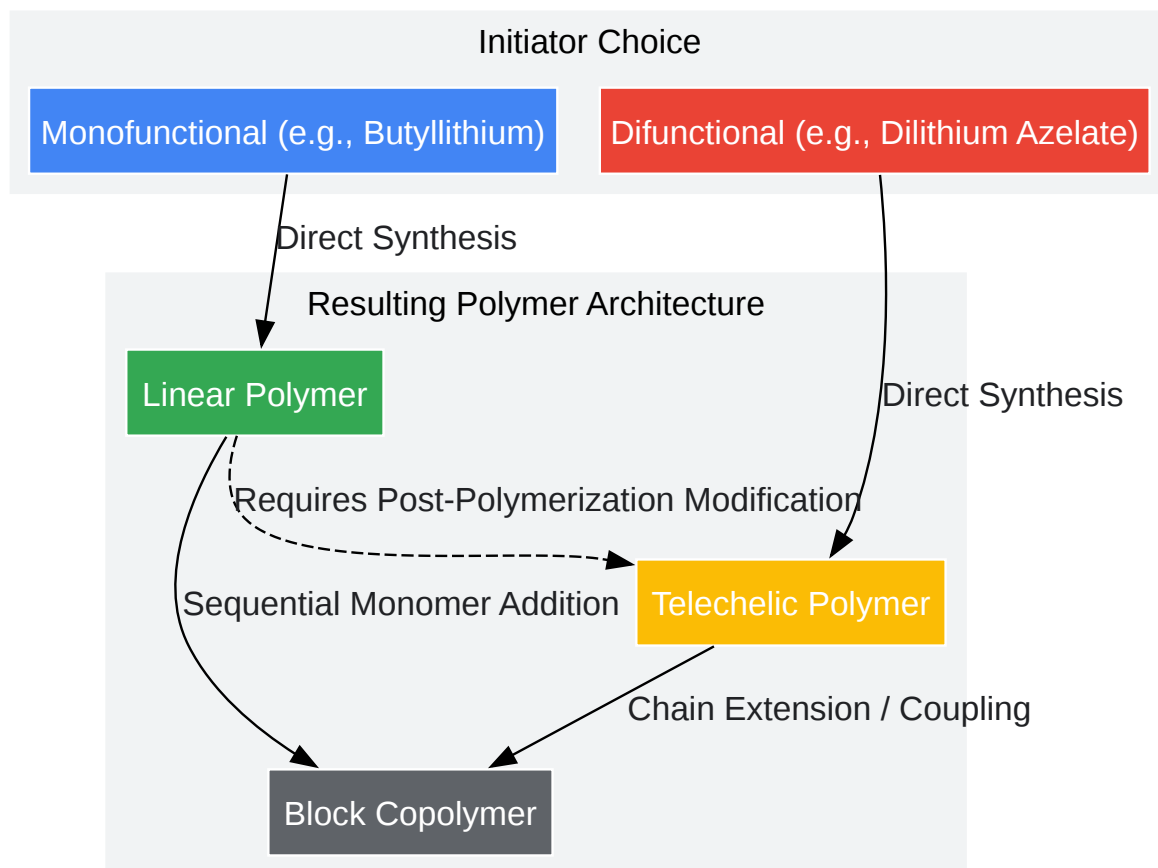 Initiator Choice
Monofunctional (e.g., Butyllithium)
Difunctional (e.g., Dilithium Azelate)
Direct Synthesis
Resulting Polymer Architecture
Linear Polymer
Direct Synthesis
Requires Post-Polymerization Modification
Sequential Monomer Addition
Telechelic Polymer
Chain Extension / Coupling
Block Copolymer